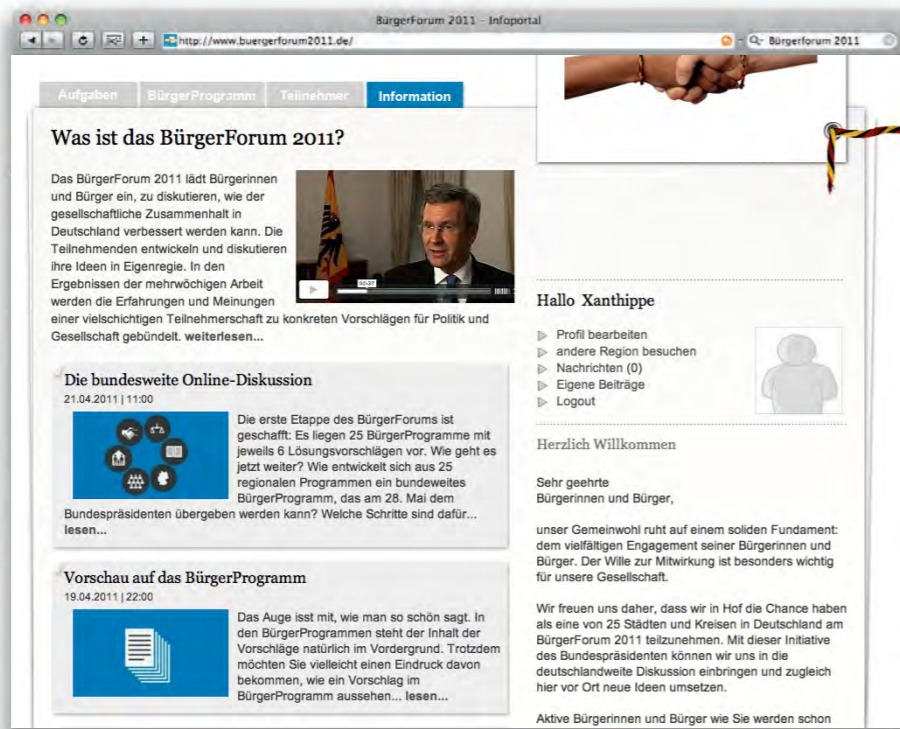 BürgerForum 2011 – Infoportal
http://www.buergerforum2011.de/
Bürgerforum 2011
Aufgaben
BürgerProgramm
Teilnehmer
Information
Was ist das BürgerForum 2011?
Das BürgerForum 2011 lädt Bürgerinnen
und Bürger ein, zu diskutieren, wie der
gesellschaftliche Zusammenhalt in
Deutschland verbessert werden kann. Die
Teilnehmenden entwickeln und diskutieren
ihre Ideen in Eigenregie. In den
Ergebnissen der mehrwöchigen Arbeit
werden die Erfahrungen und Meinungen
einer vielschichtigen Teilnehmerschaft zu konkreten Vorschlägen für Politik und
Gesellschaft gebündelt. weiterlesen...
00:37
Die bundesweite Online-Diskussion
21.04.2011 | 11:00
Die erste Etappe des BürgerForums ist
geschafft: Es liegen 25 BürgerProgramme mit
jeweils 6 Lösungsvorschlägen vor. Wie geht es
jetzt weiter? Wie entwickelt sich aus 25
regionalen Programmen ein bundesweites
BürgerProgramm, das am 28. Mai dem
Bundespräsidenten übergeben werden kann? Welche Schritte sind dafür...
lesen...
Vorschau auf das BürgerProgramm
19.04.2011 | 22:00
Das Auge isst mit, wie man so schön sagt. In
den BürgerProgrammen steht der Inhalt der
Vorschläge natürlich im Vordergrund. Trotzdem
möchten Sie vielleicht einen Eindruck davon
bekommen, wie ein Vorschlag im
BürgerProgramm aussehen... lesen...
Hallo Xanthippe
Profil bearbeiten
andere Region besuchen
Nachrichten (0)
Eigene Beiträge
Logout
Herzlich Willkommen
Sehr geehrte
Bürgerinnen und Bürger,
unser Gemeinwohl ruht auf einem soliden Fundament:
dem vielfältigen Engagement seiner Bürgerinnen und
Bürger. Der Wille zur Mitwirkung ist besonders wichtig
für unsere Gesellschaft.
Wir freuen uns daher, dass wir in Hof die Chance haben
als eine von 25 Städten und Kreisen in Deutschland am
BürgerForum 2011 teilzunehmen. Mit dieser Initiative
des Bundespräsidenten können wir uns in die
deutschlandweite Diskussion einbringen und zugleich
hier vor Ort neue Ideen umsetzen.
Aktive Bürgerinnen und Bürger wie Sie werden schon